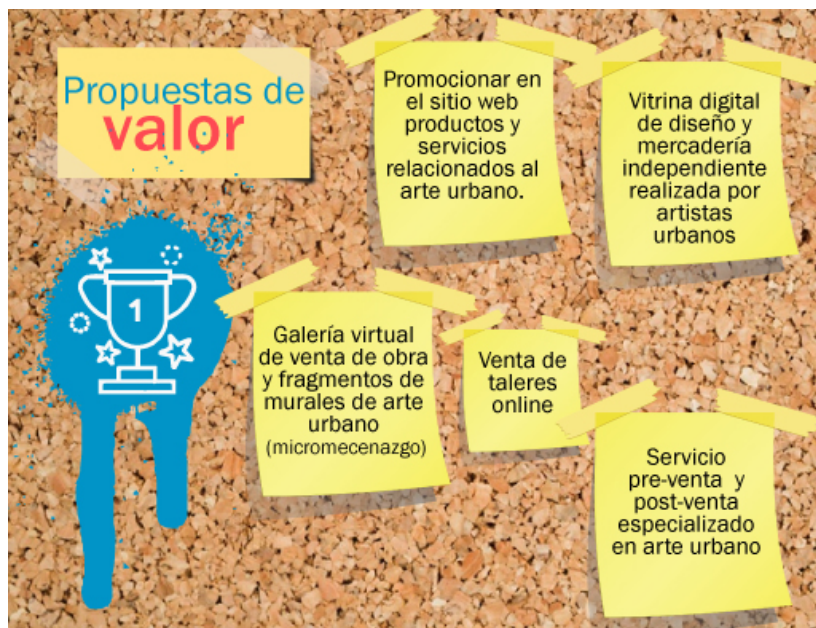 Propuestas de
valor
Promocionar en
el sitio web
productos y
servicios
relacionados al
arte urbano.
Vitrina digital
de diseño y
mercadería
independiente
realizada por
artistas
urbanos
1
Galería virtual
de venta de obra
y fragmentos de
murales de arte
urbano
(micromecenazgo)
Venta de
taleres
online
Servicio
pre-venta y
post-venta
especializado
en arte urbano